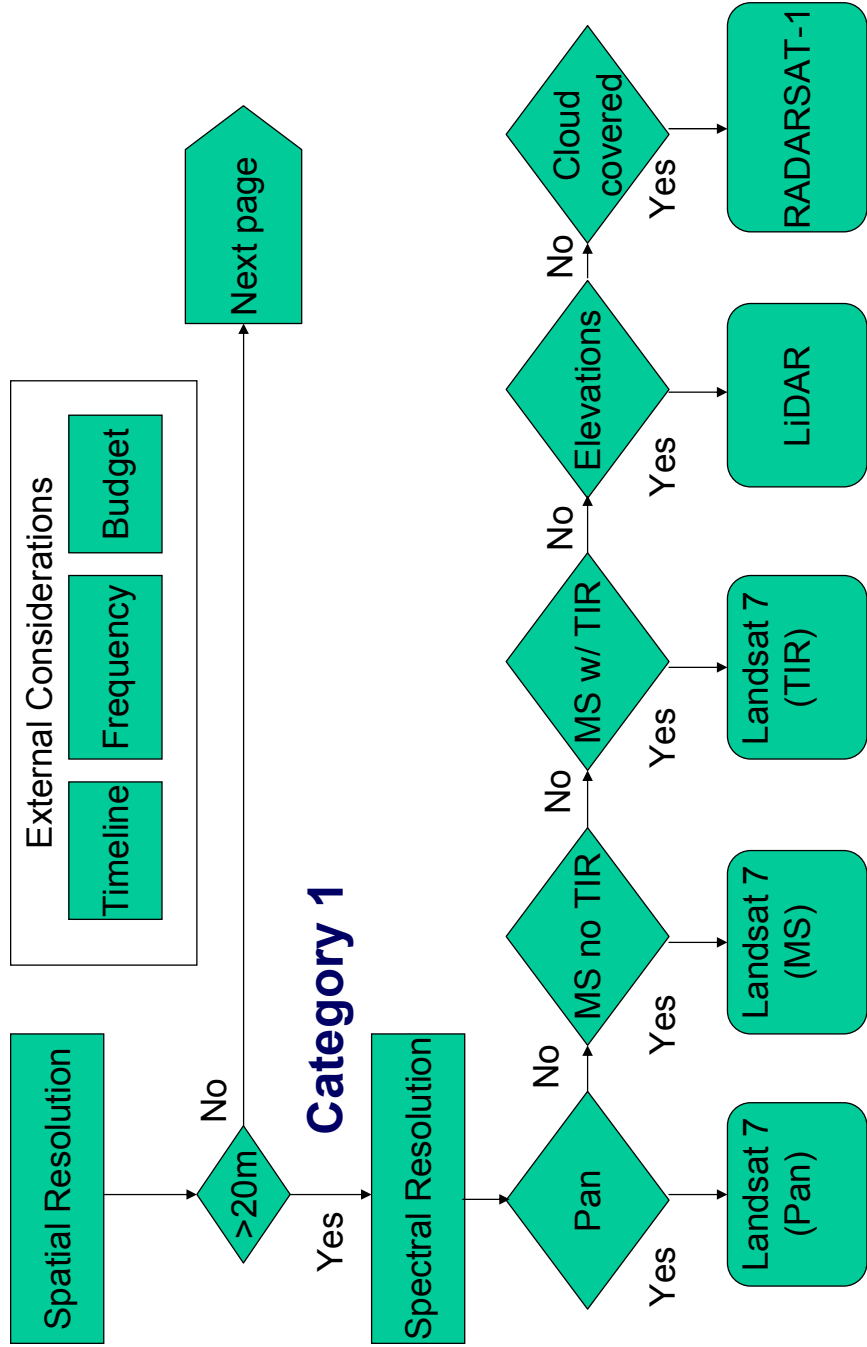 External Considerations
Timeline
Frequency
Budget
Spatial Resolution
>20m
No
Next page
Yes
Category 1
Spectral Resolution
Pan
No
MS no TIR
No
MS w/ TIR
No
Elevations
No
Cloud
covered
Yes
Yes
Yes
Yes
Yes
Landsat 7
(Pan)
Landsat 7
(MS)
Landsat 7
(TIR)
LiDAR
RADARSAT-1